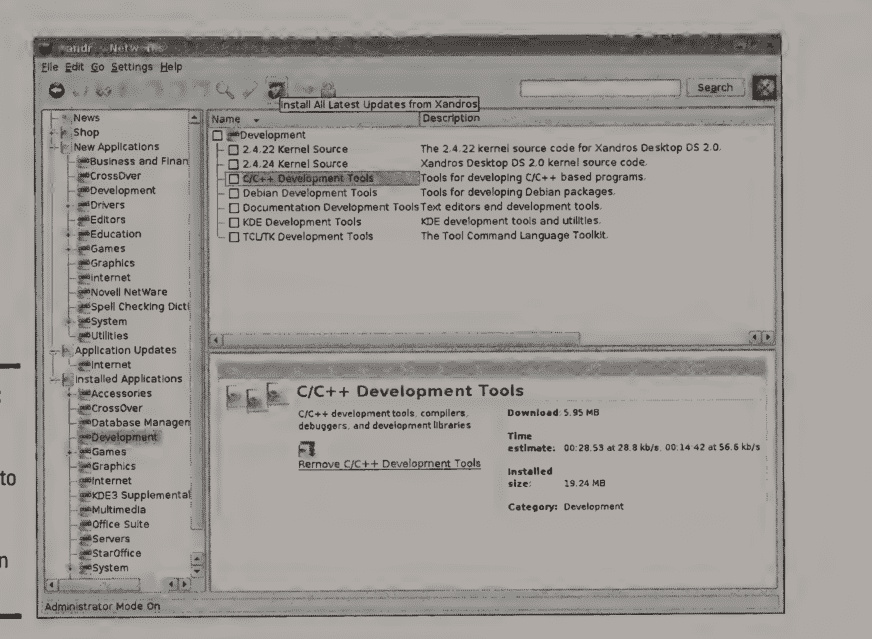 Xandros Networks
File Edit Go Settings Help
Search
Install All Latest Updates from Xandros
News
Shop
New Applications
Business and Finan
CrossOver
Development
Drivers
Editors
Education
Games
Graphics
Internet
Novell NetWare
Spell Checking Dicti
System
Utilities
Application Updates
Internet
Installed Applications
Accessories
CrossOver
Database Managen
Development
Games
Graphics
Internet
KDE3 Supplemental
Multimedia
Office Suite
Servers
StarOffice
System
Name Description
Development
2.4.22 Kernel Source The 2.4.22 kernel source code for Xandros Desktop OS 2.0.
2.4.24 Kernel Source Xandros Desktop OS 2.0 kernel source code.
C/C++ Development Tools Tools for developing C/C++ based programs.
Debian Development Tools Tools for developing Debian packages.
Documentation Development Tools Text editors and development tools.
KDE Development Tools KDE development tools and utilities.
TCL/TK Development Tools The Tool Command Language Toolkit.
C/C++ Development Tools
C/C++ development tools, compilers,
debuggers, and development libraries
Remove C/C++ Development Tools
Download: 5.95 MB
Time
estimate: 00:28:53 at 28.8 kb/s, 00:14:42 at 56.6 kb/s
Installed
size: 19.24 MB
Category: Development
Administrator Mode On
to
n